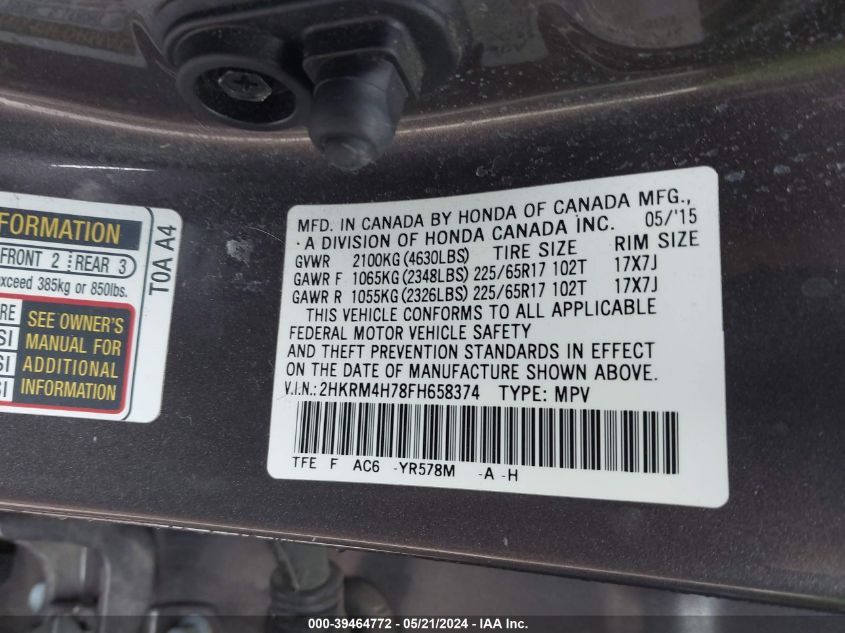 FORMATION
FRONT 2 REAR 3
exceed 385kg or 850lbs.
SEE OWNER'S
MANUAL FOR
ADDITIONAL
INFORMATION
T0A A4
MFD. IN CANADA BY HONDA OF CANADA MFG.,
A DIVISION OF HONDA CANADA INC. 05/'15
GVWR 2100KG (4630LBS) TIRE SIZE RIM SIZE
GAWR F 1065KG (2348LBS) 225/65R17 102T 17X7J
GAWR R 1055KG (2326LBS) 225/65R17 102T 17X7J
THIS VEHICLE CONFORMS TO ALL APPLICABLE
FEDERAL MOTOR VEHICLE SAFETY
AND THEFT PREVENTION STANDARDS IN EFFECT
ON THE DATE OF MANUFACTURE SHOWN ABOVE.
V.I.N.: 2HKRM4H78FH658374 TYPE: MPV
TFE F AC6 -YR578M -A -H
000-39464772 - 05/21/2024 - IAA Inc.